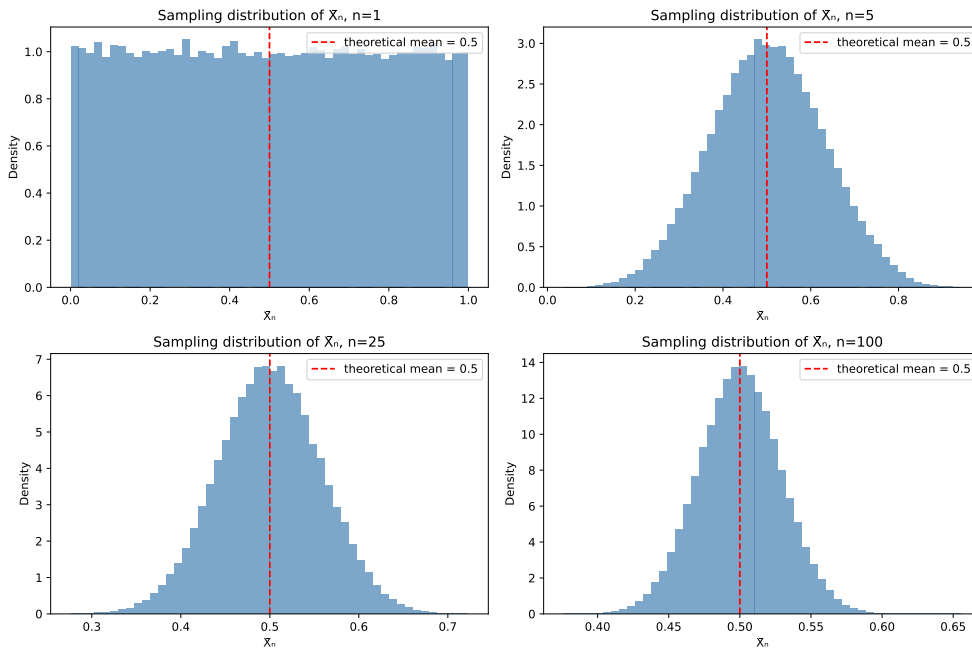 Sampling distribution of X̄ₙ, n=1
theoretical mean = 0.5
Density
1.0
0.8
0.6
0.4
0.2
0.0
0.0 0.2 0.4 0.6 0.8 1.0
X̄ₙ
Sampling distribution of X̄ₙ, n=5
theoretical mean = 0.5
Density
3.0
2.5
2.0
1.5
1.0
0.5
0.0
0.0 0.2 0.4 0.6 0.8
X̄ₙ
Sampling distribution of X̄ₙ, n=25
theoretical mean = 0.5
Density
7
6
5
4
3
2
1
0
0.3 0.4 0.5 0.6 0.7
X̄ₙ
Sampling distribution of X̄ₙ, n=100
theoretical mean = 0.5
Density
14
12
10
8
6
4
2
0
0.40 0.45 0.50 0.55 0.60 0.65
X̄ₙ